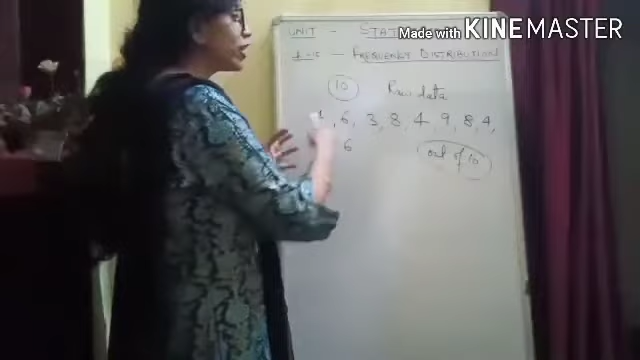 Made with KINEMASTER
UNIT - STAT
FREQUENCY DISTRIBUTION
10 Raw data
, 6, 3, 8, 4, 9, 8, 4,
6 out of 10